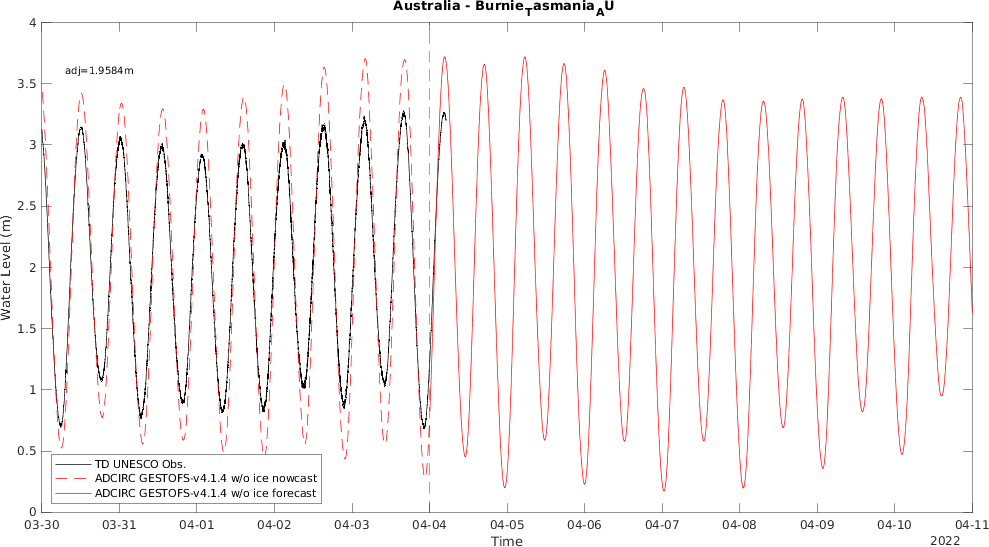 Australia - BurnieTasmaniaAU
adj=1.9584m
Water Level (m)
4
3.5
3
2.5
2
1.5
1
0.5
0
TD UNESCO Obs.
ADCIRC GESTOFS-v4.1.4 w/o ice nowcast
ADCIRC GESTOFS-v4.1.4 w/o ice forecast
03-30 03-31 04-01 04-02 04-03 04-04 04-05 04-06 04-07 04-08 04-09 04-10 04-11
Time
2022